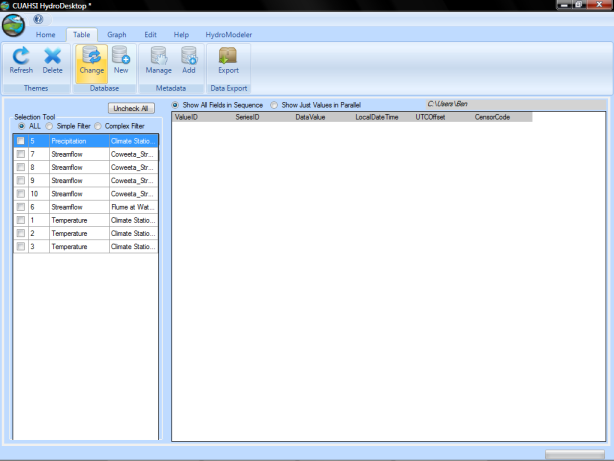 CUAHSI HydroDesktop *
Home Table Graph Edit Help HydroModeler
Refresh Delete Change New Manage Add Export
Themes Database Metadata Data Export
Uncheck All
Show All Fields in Sequence Show Just Values in Parallel C:\Users\Ben
Selection Tool
ALL Simple Filter Complex Filter
ValueID SeriesID DataValue LocalDateTime UTCOffset CensorCode
5 Precipitation Climate Statio...
7 Streamflow Coweeta_Str...
8 Streamflow Coweeta_Str...
9 Streamflow Coweeta_Str...
10 Streamflow Coweeta_Str...
6 Streamflow Flume at Wat...
1 Temperature Climate Statio...
2 Temperature Climate Statio...
3 Temperature Climate Statio...